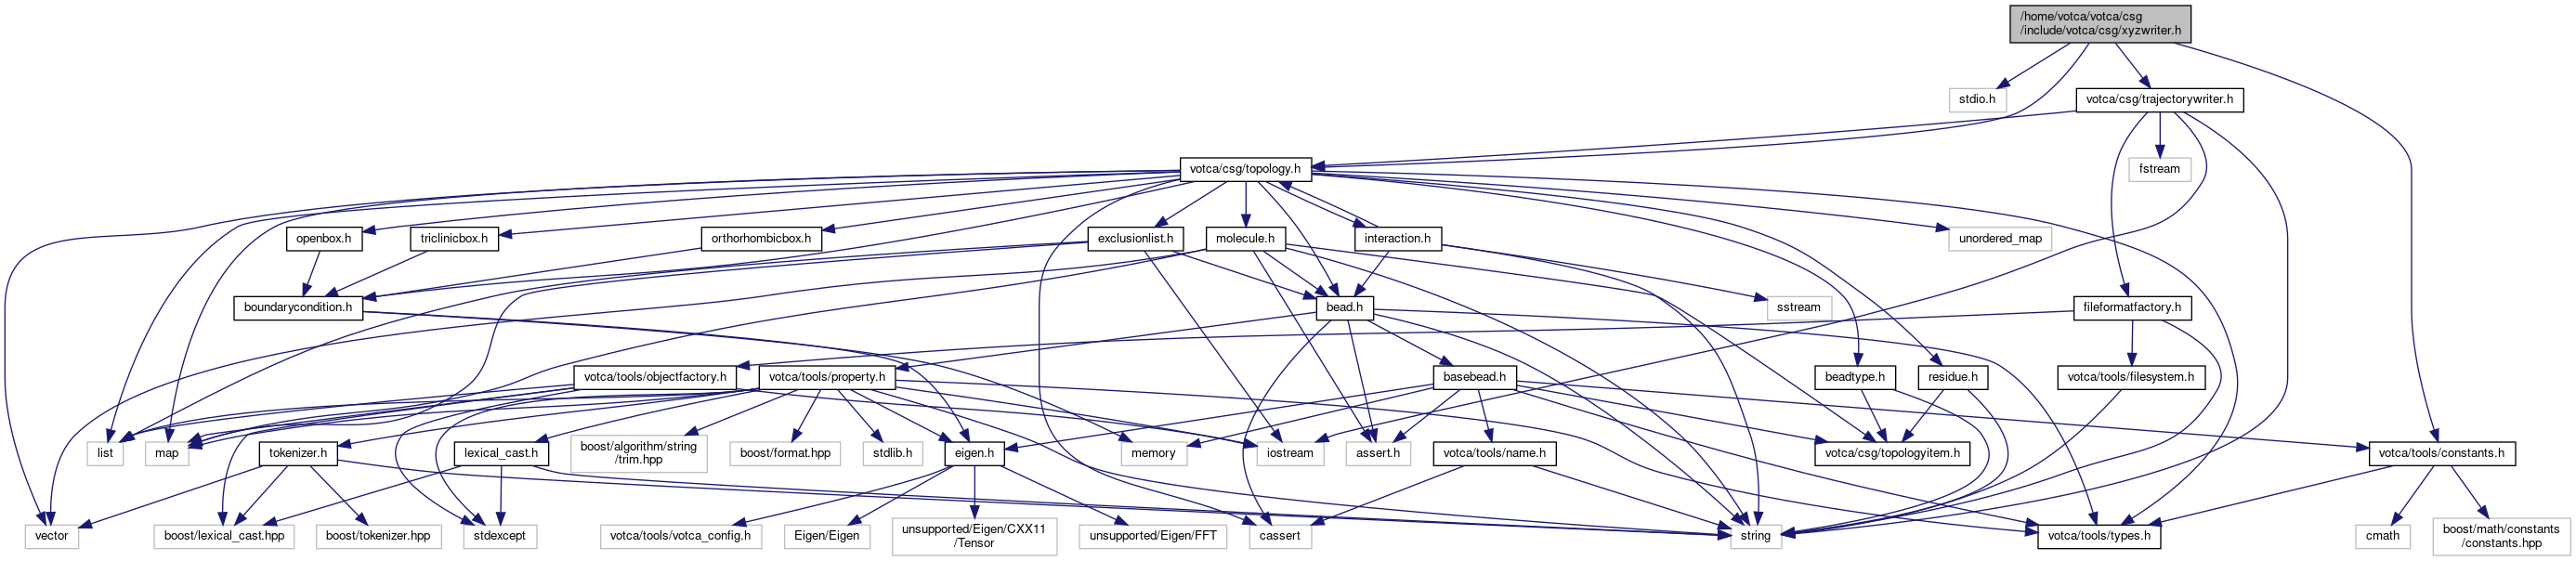 /home/votca/votca/csg
/include/votca/csg/xyzwriter.h
stdio.h
votca/csg/trajectorywriter.h
votca/csg/topology.h
fstream
openbox.h
triclinicbox.h
orthorhombicbox.h
exclusionlist.h
molecule.h
interaction.h
unordered_map
boundarycondition.h
bead.h
sstream
fileformatfactory.h
votca/tools/objectfactory.h
votca/tools/property.h
basebead.h
beadtype.h
residue.h
votca/tools/filesystem.h
list
map
tokenizer.h
lexical_cast.h
boost/algorithm/string
/trim.hpp
boost/format.hpp
stdlib.h
eigen.h
memory
iostream
assert.h
votca/tools/name.h
votca/csg/topologyitem.h
votca/tools/constants.h
vector
boost/lexical_cast.hpp
boost/tokenizer.hpp
stdexcept
votca/tools/votca_config.h
Eigen/Eigen
unsupported/Eigen/CXX11
/Tensor
unsupported/Eigen/FFT
cassert
string
votca/tools/types.h
cmath
boost/math/constants
/constants.hpp